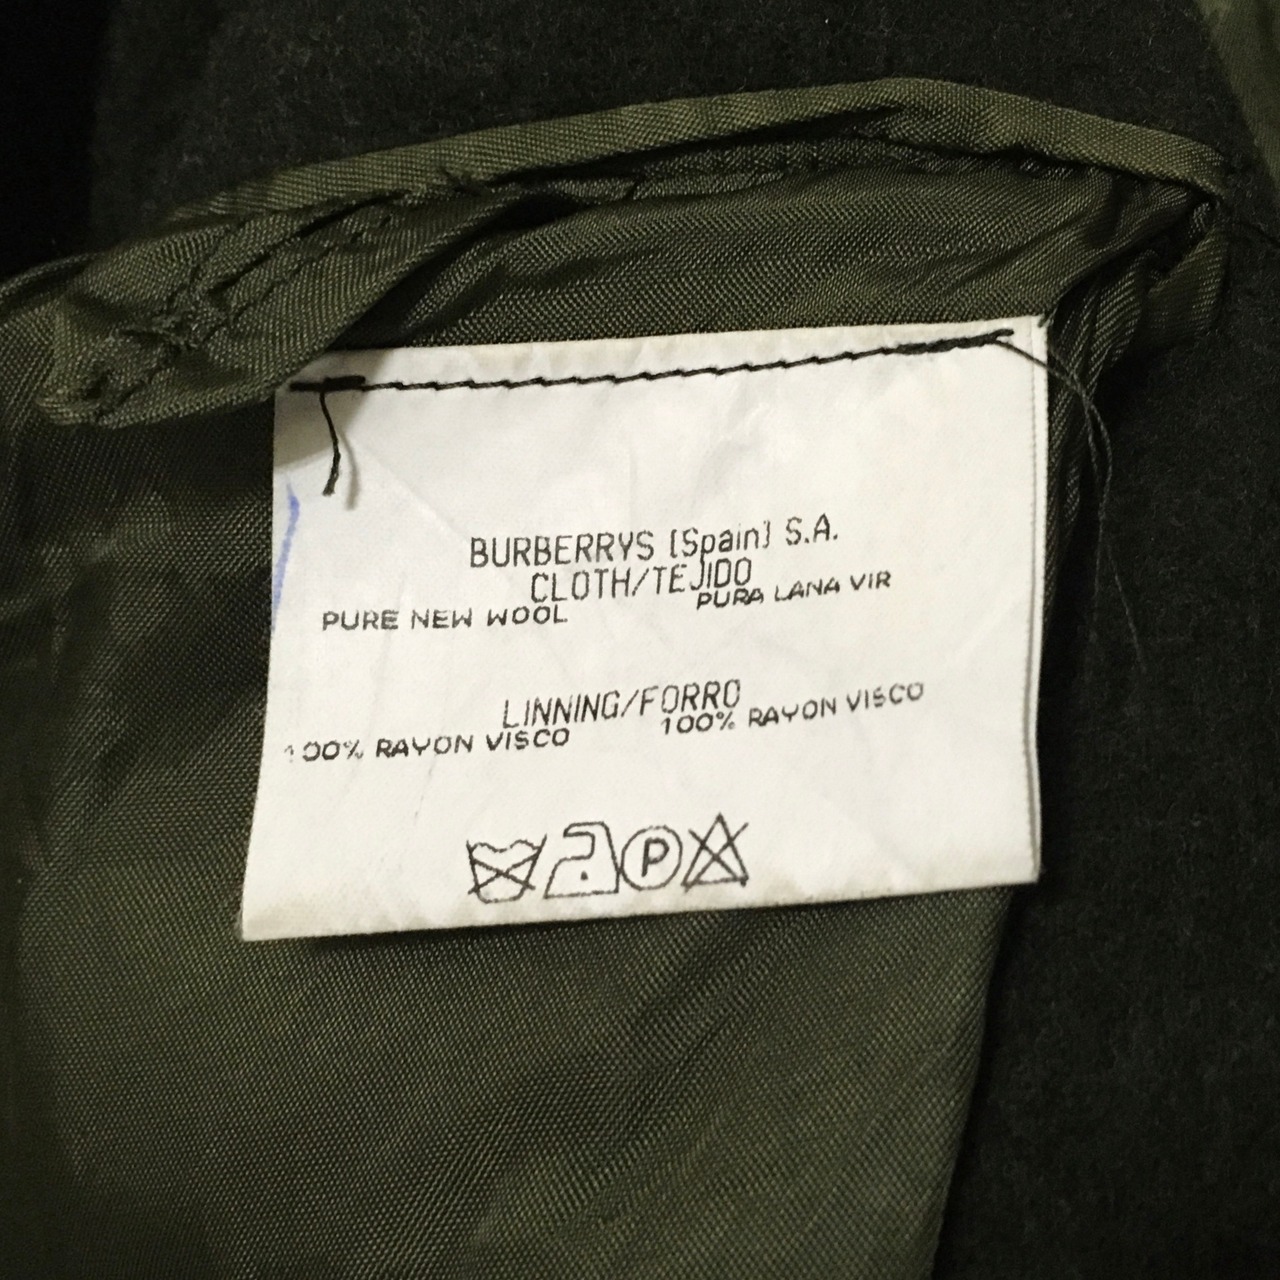 BURBERRYS (Spain) S.A.
CLOTH/TEJIDO
PURE NEW WOOL PURA LANA VIR
LINNING/FORRO
100% RAYON VISCO 100% RAYON VISCO
P